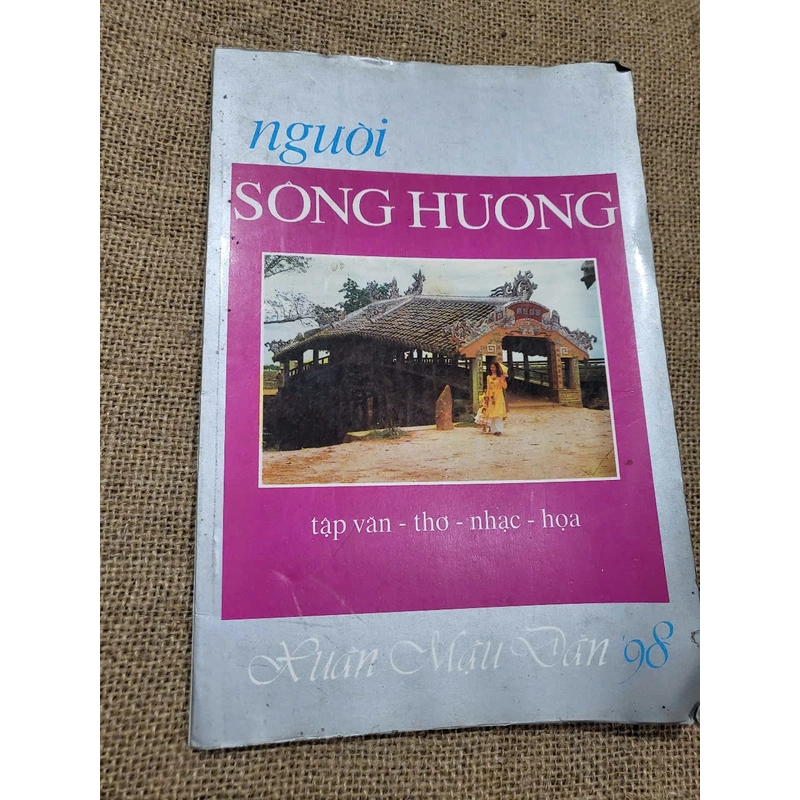 người
SÔNG HƯƠNG
tập văn - thơ - nhạc - họa
Xuân Mậu Dần '98